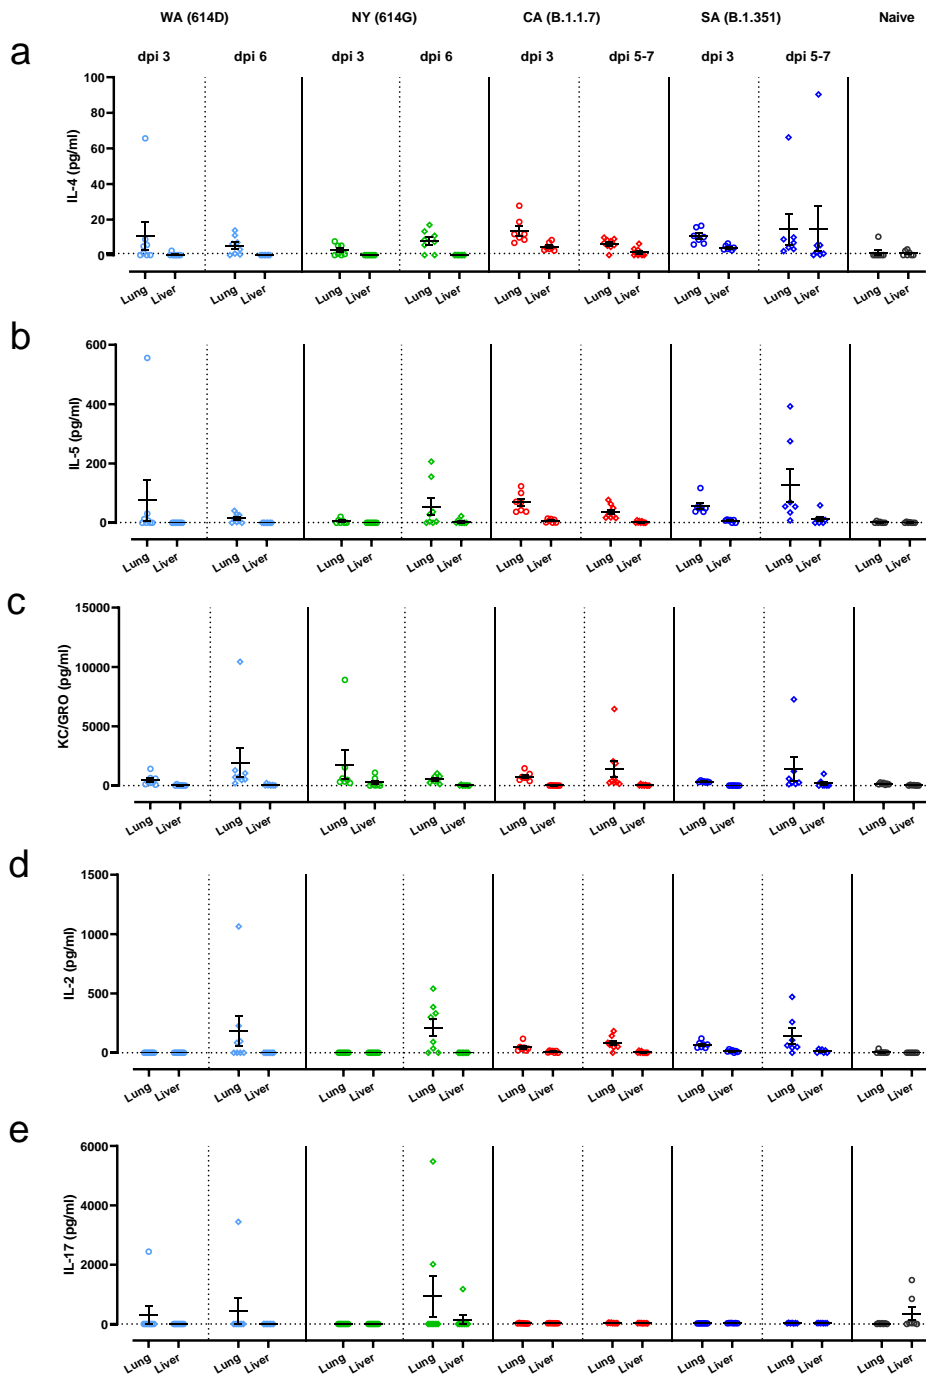 WA (614D) NY (614G) CA (B.1.1.7) SA (B.1.351) Naive
a
dpi 3 dpi 6 dpi 3 dpi 6 dpi 3 dpi 5-7 dpi 3 dpi 5-7
IL-4 (pg/ml)
100
80
60
40
20
0
Lung Liver Lung Liver Lung Liver Lung Liver Lung Liver Lung Liver Lung Liver Lung Liver Lung Liver
b
IL-5 (pg/ml)
600
400
200
0
Lung Liver Lung Liver Lung Liver Lung Liver Lung Liver Lung Liver Lung Liver Lung Liver Lung Liver
c
KC/GRO (pg/ml)
15000
10000
5000
0
Lung Liver Lung Liver Lung Liver Lung Liver Lung Liver Lung Liver Lung Liver Lung Liver Lung Liver
d
IL-2 (pg/ml)
1500
1000
500
0
Lung Liver Lung Liver Lung Liver Lung Liver Lung Liver Lung Liver Lung Liver Lung Liver Lung Liver
e
IL-17 (pg/ml)
6000
4000
2000
0
Lung Liver Lung Liver Lung Liver Lung Liver Lung Liver Lung Liver Lung Liver Lung Liver Lung Liver